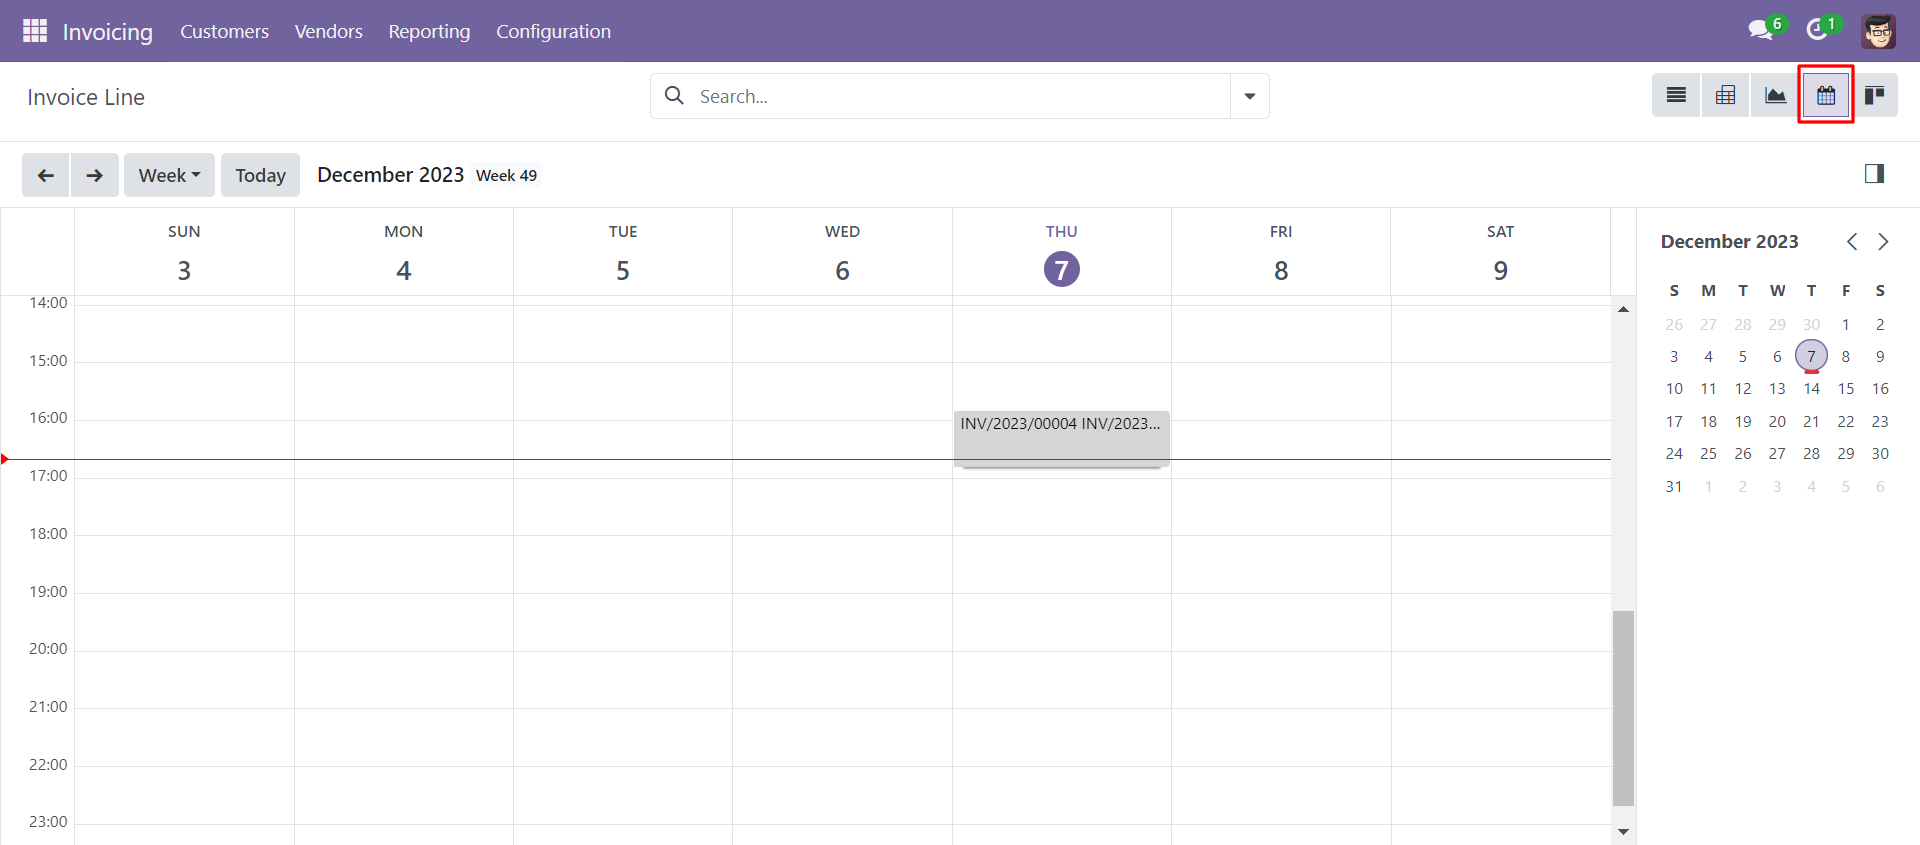 Invoicing Customers Vendors Reporting Configuration 6 1
Invoice Line Search...
Week Today December 2023 Week 49
SUN MON TUE WED THU FRI SAT
3 4 5 6 7 8 9
14:00
15:00
16:00
INV/2023/00004 INV/2023...
17:00
18:00
19:00
20:00
21:00
22:00
23:00
December 2023
S M T W T F S
26 27 28 29 30 1 2
3 4 5 6 7 8 9
10 11 12 13 14 15 16
17 18 19 20 21 22 23
24 25 26 27 28 29 30
31 1 2 3 4 5 6